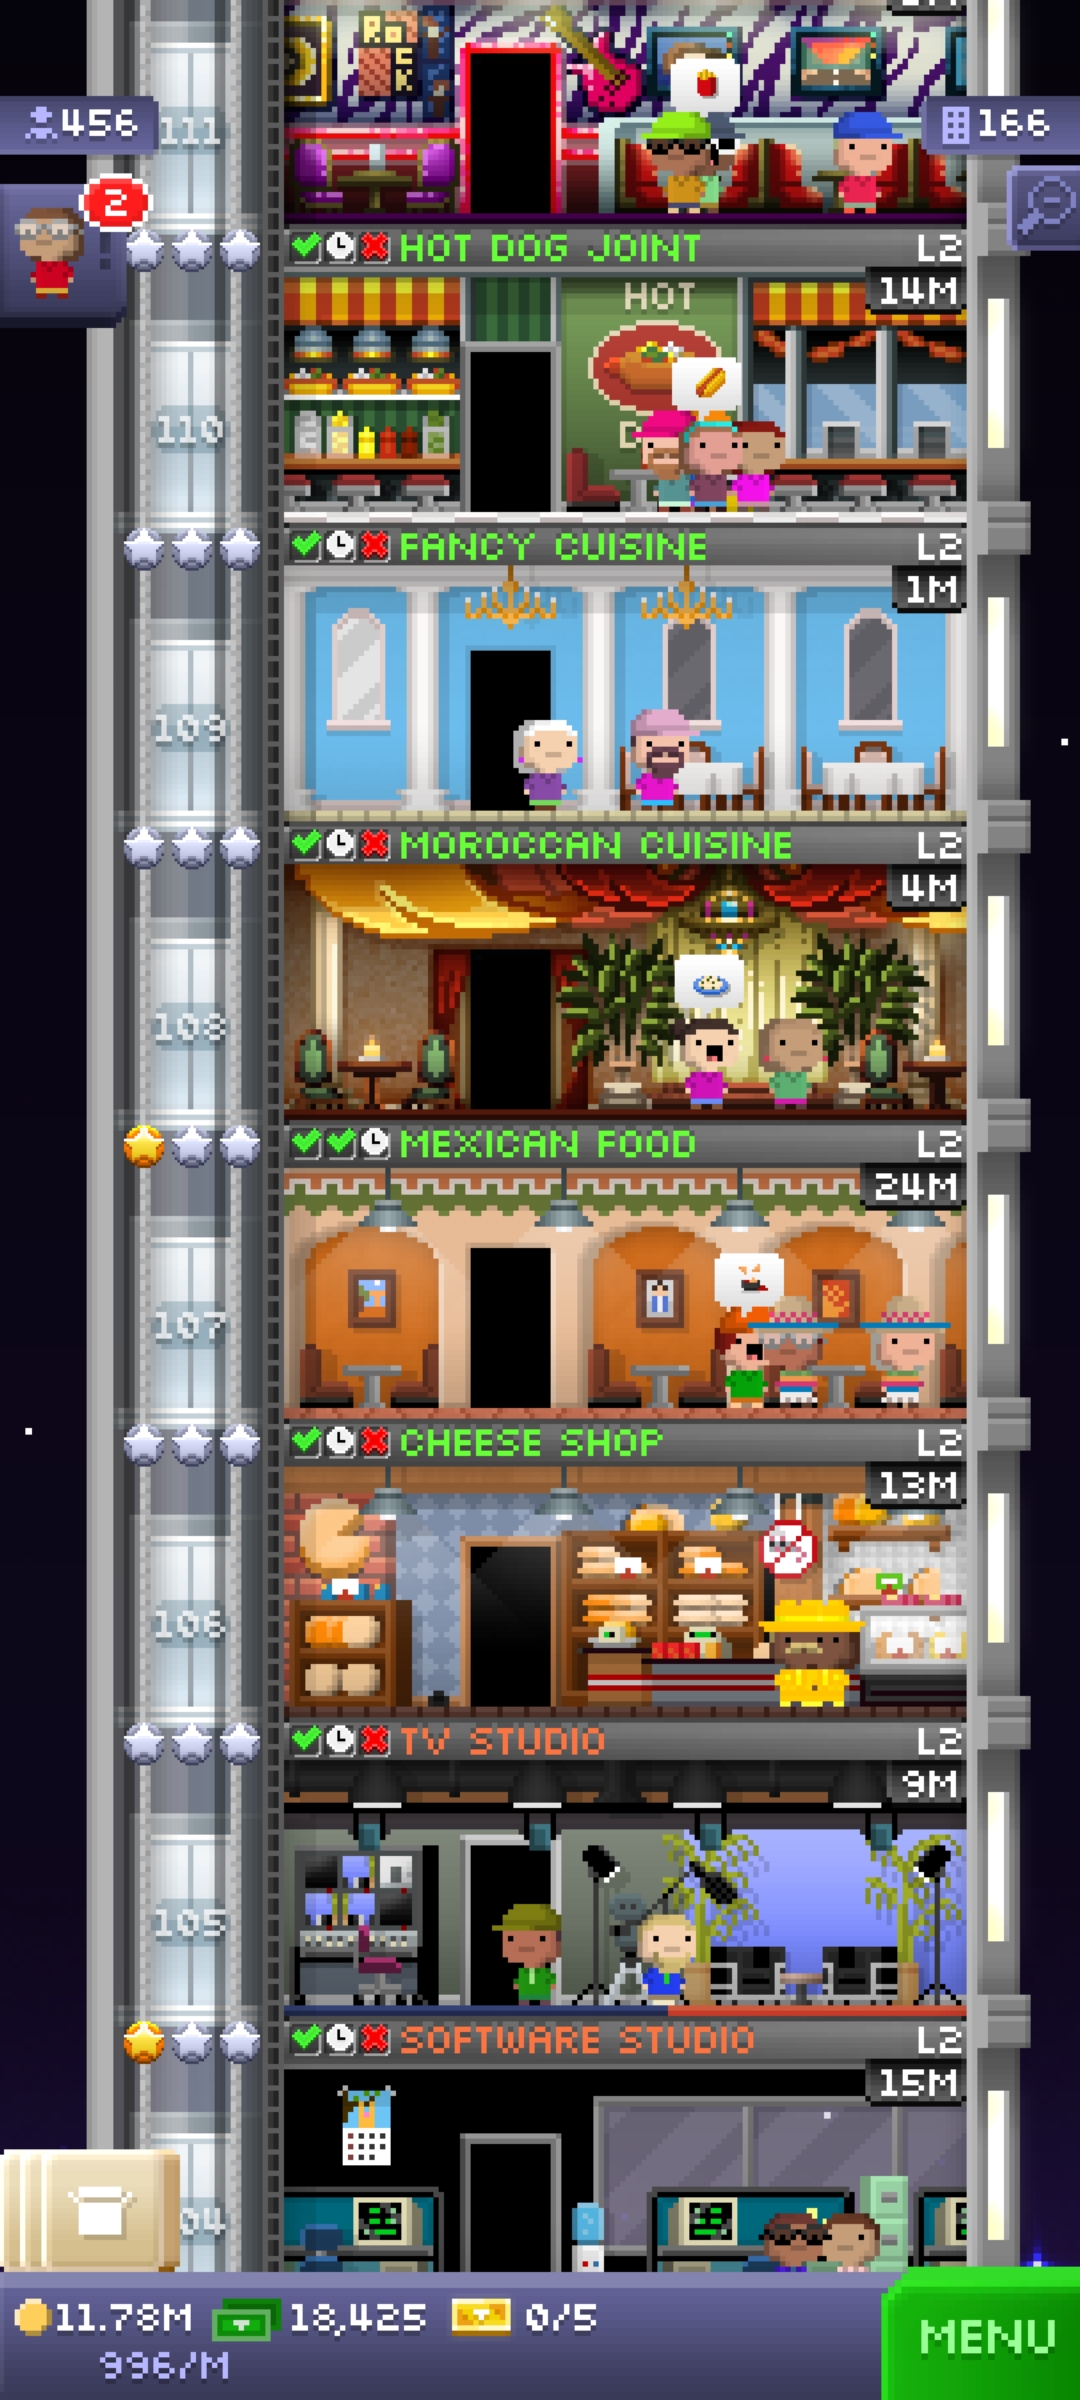 ROCK
456
111
166
2
HOT DOG JOINT L2
14M
HOT
110
FANCY CUISINE L2
1M
109
MOROCCAN CUISINE L2
4M
108
MEXICAN FOOD L2
24M
107
CHEESE SHOP L2
13M
106
TV STUDIO L2
9M
105
SOFTWARE STUDIO L2
15M
04
11.78M 18,425 0/5
996/M
MENU